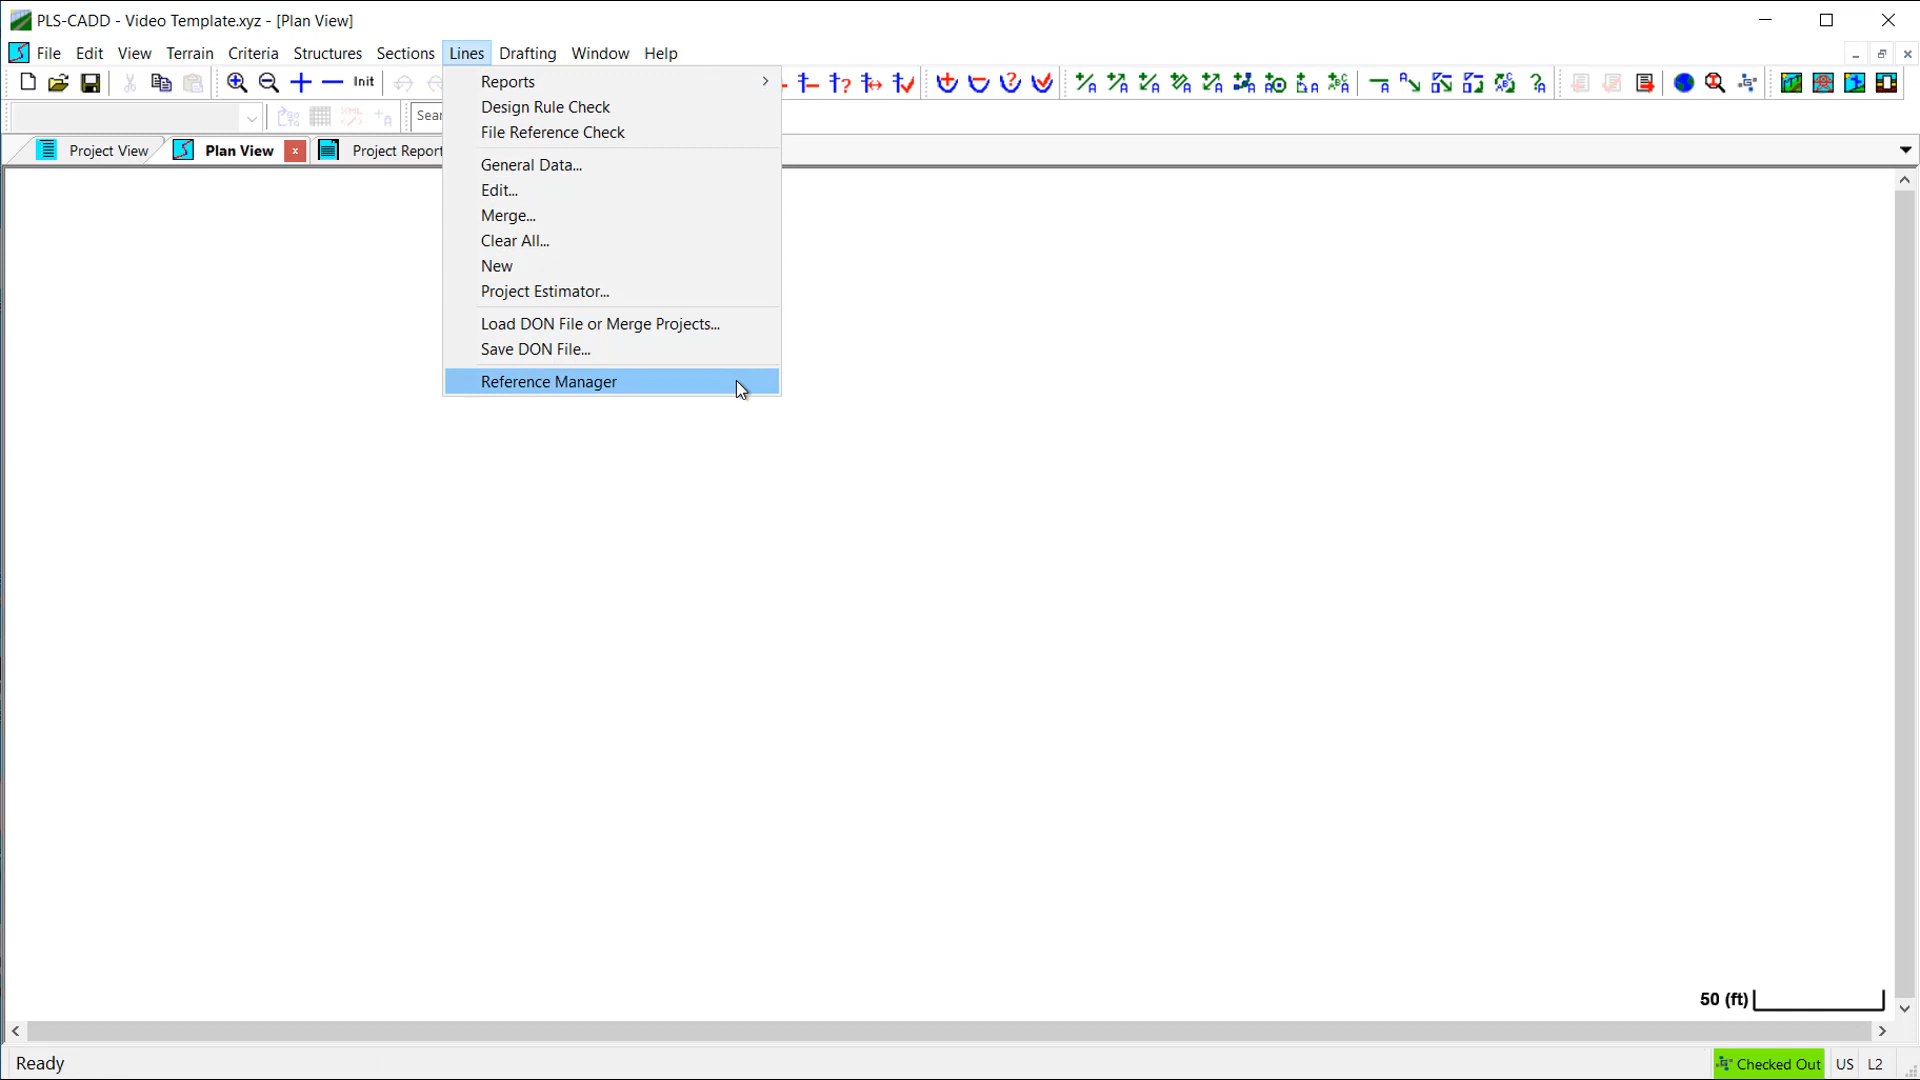 PLS-CADD - Video Template.xyz - [Plan View]
File Edit View Terrain Criteria Structures Sections Lines Drafting Window Help
Init
Sear
Project View Plan View Project Report
Reports
Design Rule Check
File Reference Check
General Data...
Edit...
Merge...
Clear All...
New
Project Estimator...
Load DON File or Merge Projects...
Save DON File...
Reference Manager
50 (ft)
Ready Checked Out US L2